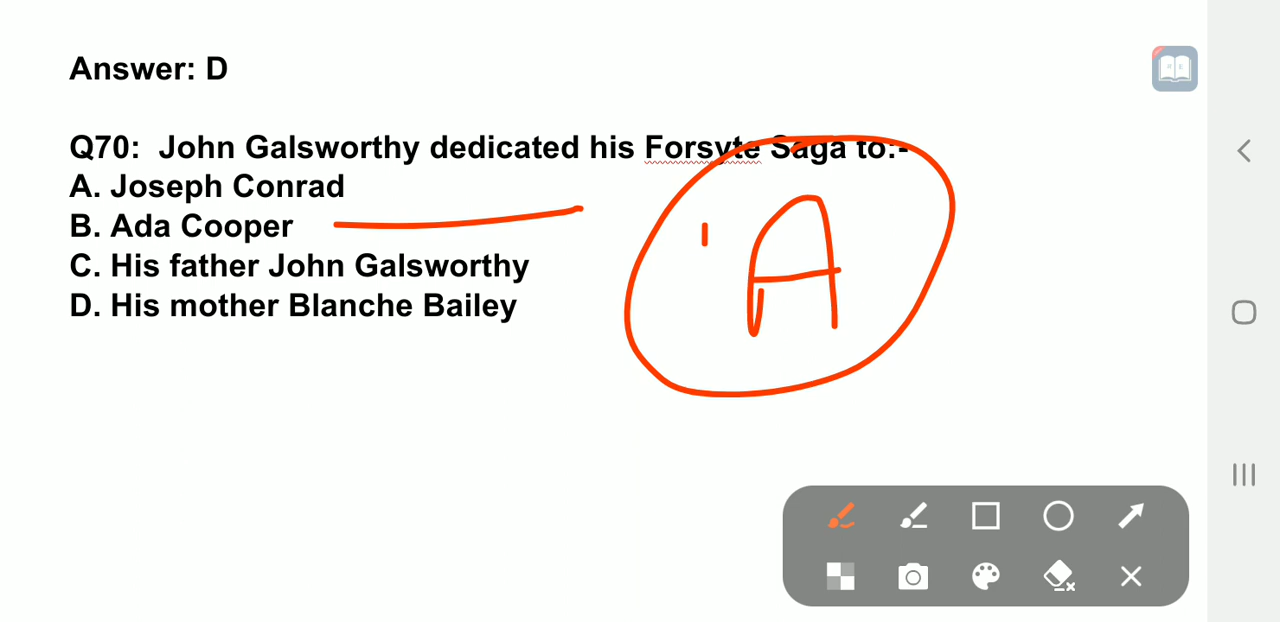 Answer: D
Q70: John Galsworthy dedicated his Forsyte Saga to:-
A. Joseph Conrad
B. Ada Cooper
C. His father John Galsworthy
D. His mother Blanche Bailey
A